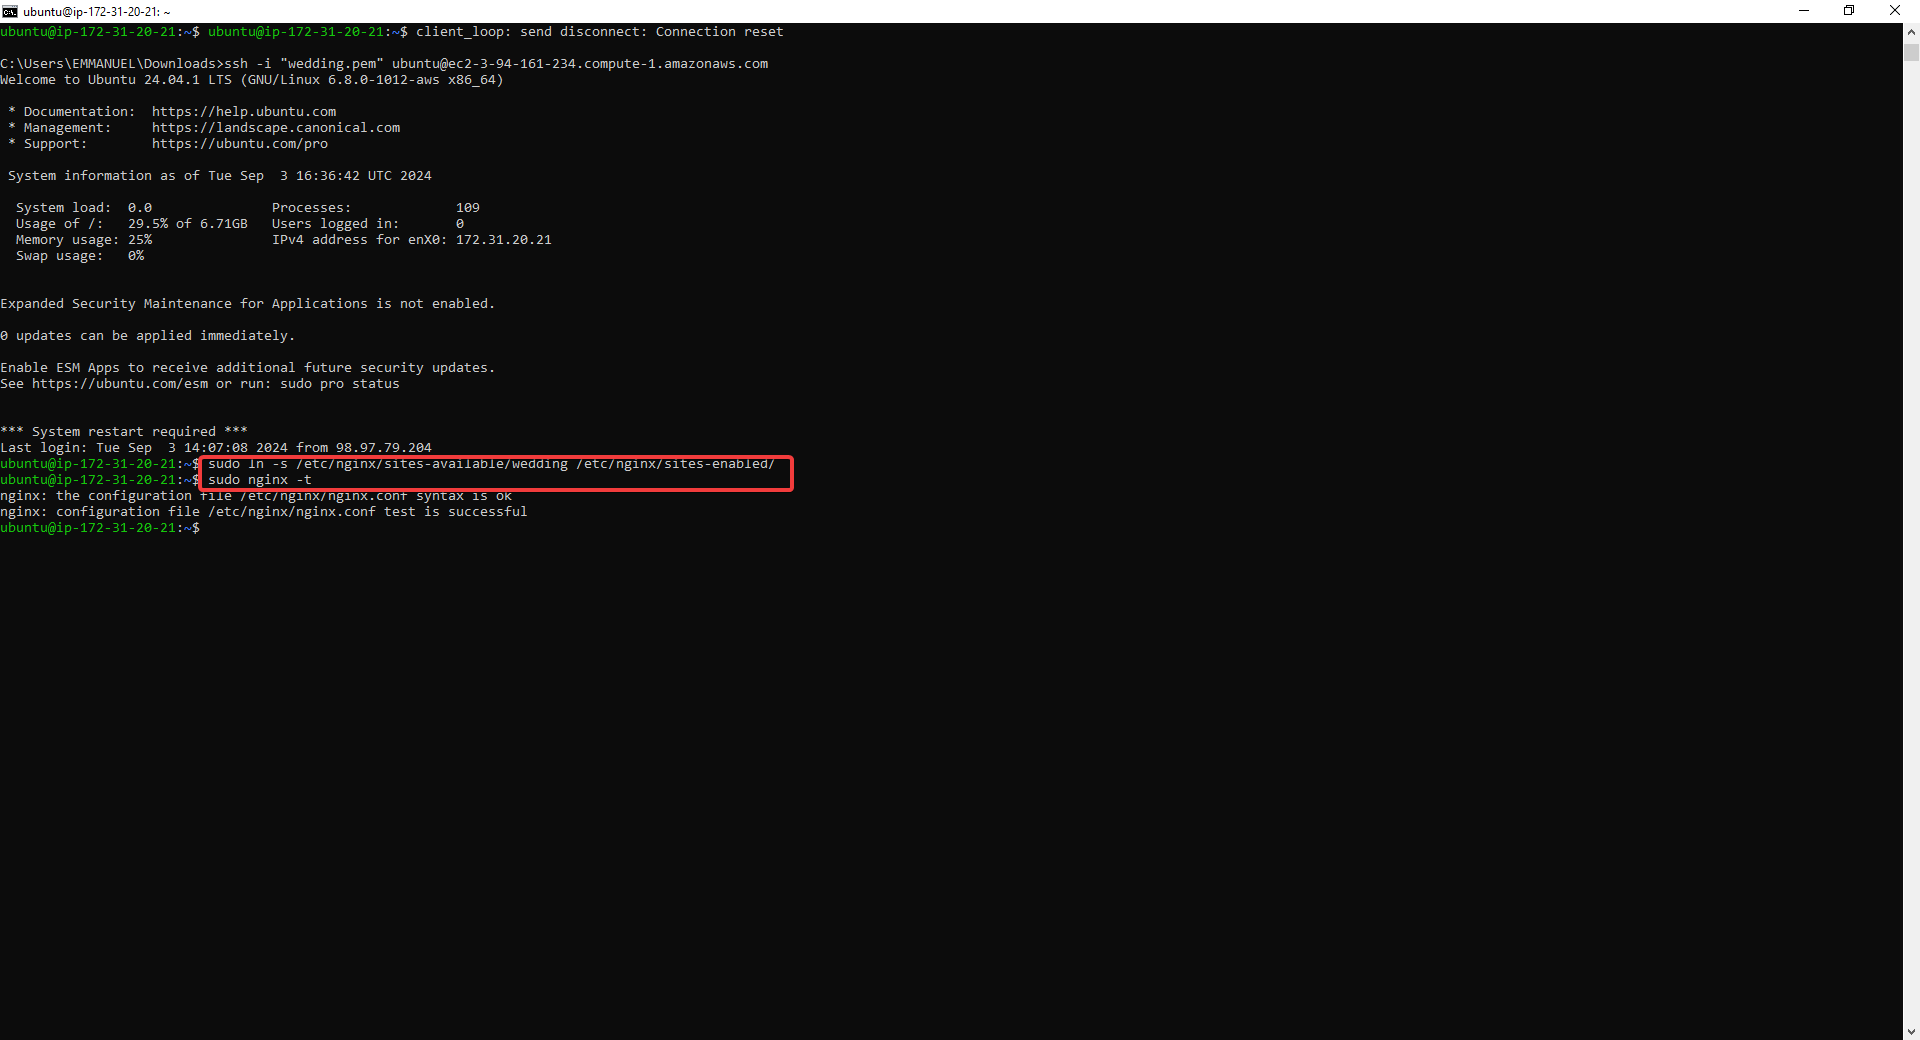 ubuntu@ip-172-31-20-21: ~
ubuntu@ip-172-31-20-21:~$ ubuntu@ip-172-31-20-21:~$ client_loop: send disconnect: Connection reset
C:\Users\EMMANUEL\Downloads>ssh -i "wedding.pem" ubuntu@ec2-3-94-161-234.compute-1.amazonaws.com
Welcome to Ubuntu 24.04.1 LTS (GNU/Linux 6.8.0-1012-aws x86_64)
* Documentation:  https://help.ubuntu.com
* Management:     https://landscape.canonical.com
* Support:        https://ubuntu.com/pro
System information as of Tue Sep  3 16:36:42 UTC 2024
System load:  0.0               Processes:             109
Usage of /:   29.5% of 6.71GB   Users logged in:       0
Memory usage: 25%               IPv4 address for enX0: 172.31.20.21
Swap usage:   0%
Expanded Security Maintenance for Applications is not enabled.
0 updates can be applied immediately.
Enable ESM Apps to receive additional future security updates.
See https://ubuntu.com/esm or run: sudo pro status
*** System restart required ***
Last login: Tue Sep  3 14:07:08 2024 from 98.97.79.204
ubuntu@ip-172-31-20-21:~$ sudo ln -s /etc/nginx/sites-available/wedding /etc/nginx/sites-enabled/
ubuntu@ip-172-31-20-21:~$ sudo nginx -t
nginx: the configuration file /etc/nginx/nginx.conf syntax is ok
nginx: configuration file /etc/nginx/nginx.conf test is successful
ubuntu@ip-172-31-20-21:~$